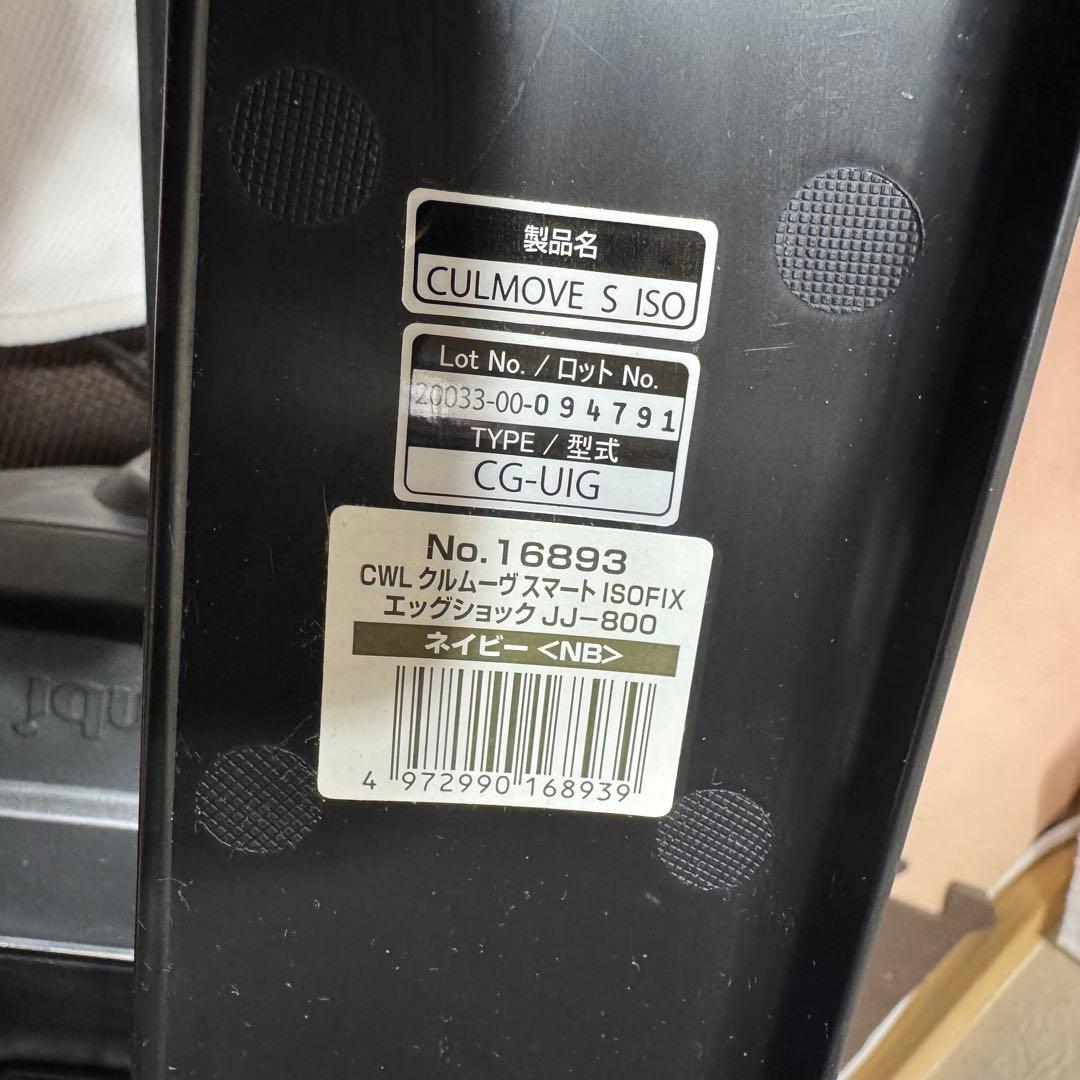 製品名
CULMOVE S ISO
Lot No. / ロット No.
20033-00-094791
TYPE / 型式
CG-UIG
No.16893
CWL クルムーヴ スマート ISOFIX
エッグショック JJ-800
ネイビー <NB>
4 972990 168939